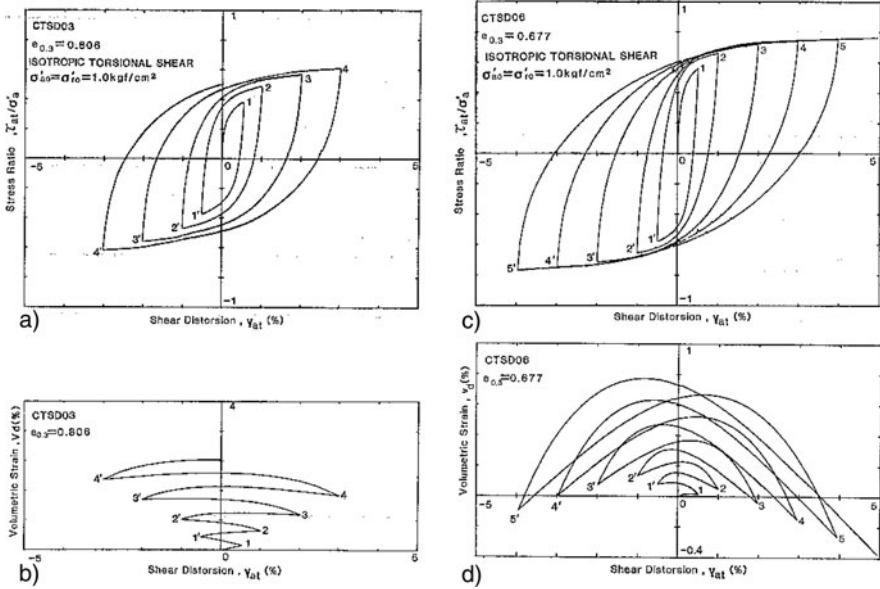 CTSD03
e0.3=0.806
ISOTROPIC TORSIONAL SHEAR
σ'a0=σ'r0=1.0kgf/cm²
Stress Ratio , τat/σ'a
1
-5
0
5
-1
1
2
3
4
1'
2'
3'
4'
Shear Distorsion , γat (%)
a)
CTSD06
e0.3=0.677
ISOTROPIC TORSIONAL SHEAR
σ'a0=σ'r0=1.0kgf/cm²
Stress Ratio , τat/σ'a
1
-5
0
5
-1
1
2
3
4
5
1'
2'
3'
4'
5'
Shear Distorsion , γat (%)
c)
CTSD03
e0.3=0.806
Volumetric Strain , Vd(%)
4
-5
0
5
1
2
3
4
1'
2'
3'
4'
Shear Distorsion , γat (%)
b)
CTSD06
e0.3=0.677
Volumetric Strain , vd(%)
1
0
5
-0.4
1
2
3
4
5
1'
2'
3'
4'
5'
-5
Shear Distorsion , γat (%)
d)